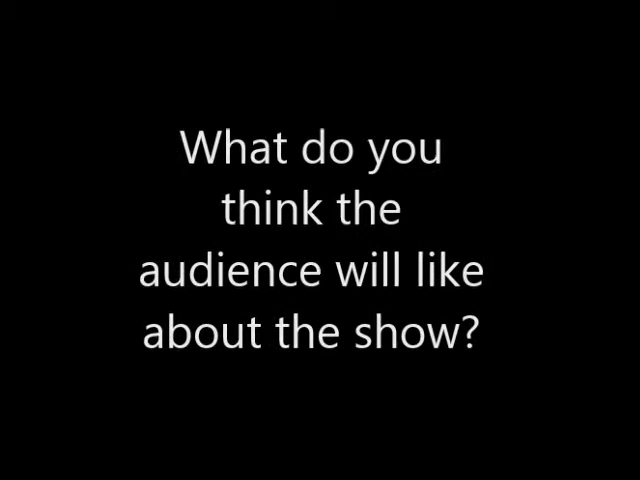 What do you
think the
audience will like
about the show?